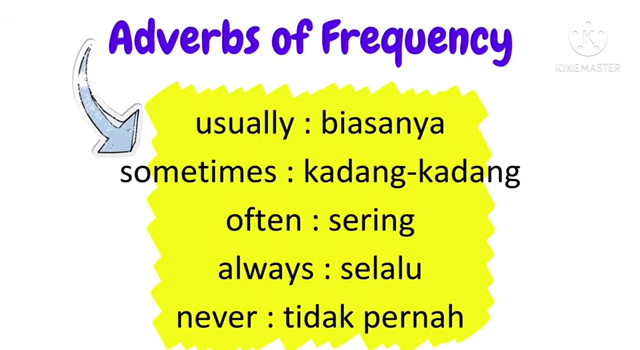 Adverbs of Frequency
KINEMASTER
usually : biasanya
sometimes : kadang-kadang
often : sering
always : selalu
never : tidak pernah